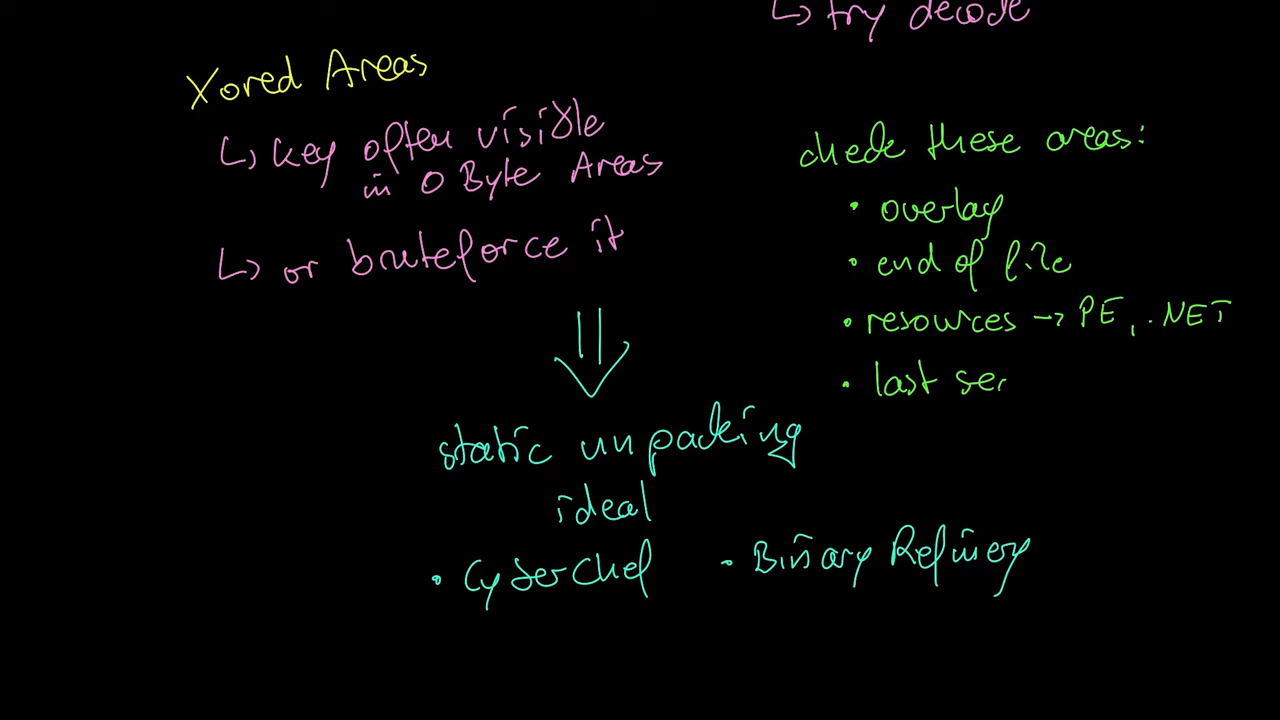 ↳ try decode
Xored Areas
↳ key often visible
in 0 Byte Areas
↳ or bruteforce it
check these areas:
• overlay
• end of file
• resources → PE, .NET
• last sec
static unpacking
ideal
• CyberChef • Binary Refinery